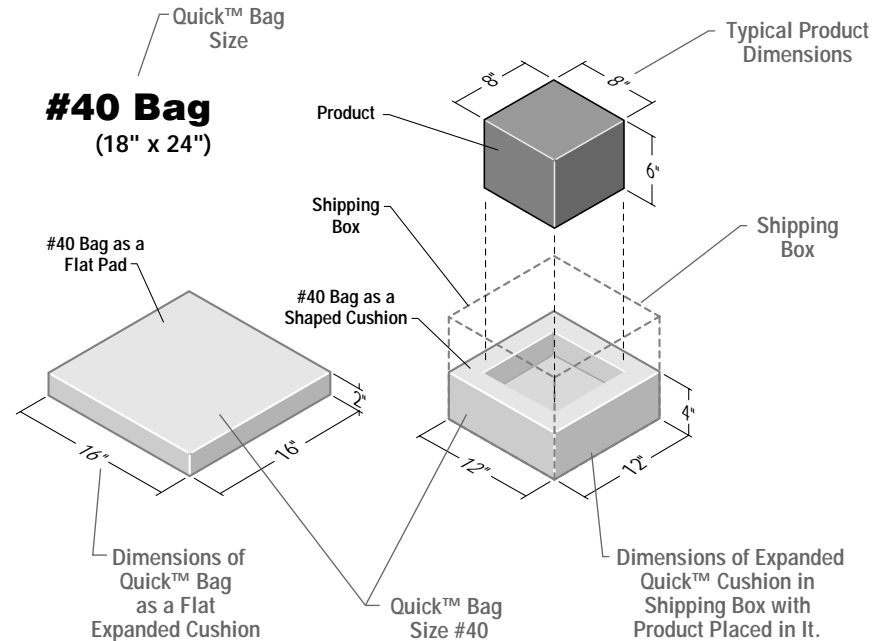 Quick™ Bag
Size
#40 Bag
(18" x 24")
Typical Product
Dimensions
8"
8"
Product
6"
Shipping
Box
Shipping
Box
#40 Bag as a
Flat Pad
#40 Bag as a
Shaped Cushion
2"
16"
16"
4"
12"
12"
Dimensions of
Quick™ Bag
as a Flat
Expanded Cushion
Quick™ Bag
Size #40
Dimensions of Expanded
Quick™ Cushion in
Shipping Box with
Product Placed in It.